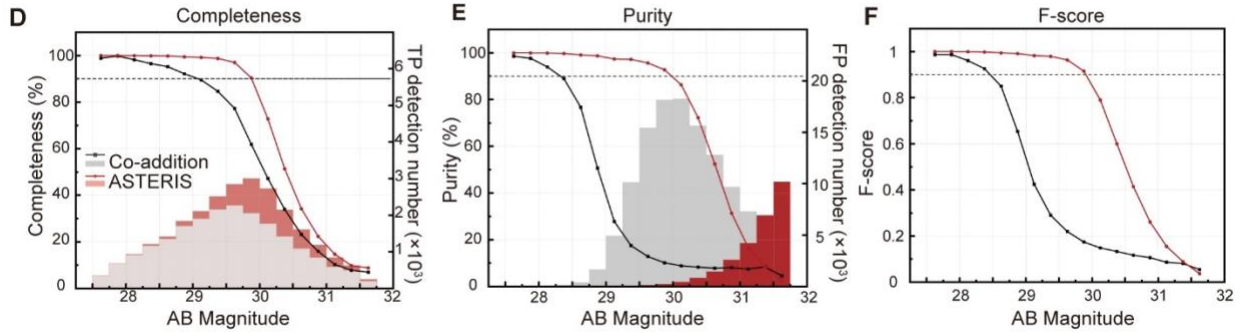 D
Completeness
Completeness (%)
100
80
60
40
20
0
Co-addition
ASTERIS
6
5
4
3
2
1
TP detection number (×10³)
28
29
30
31
32
AB Magnitude
E
Purity
Purity (%)
100
80
60
40
20
0
20
15
10
5
FP detection number (×10³)
28
29
30
31
32
AB Magnitude
F
F-score
F-score
1
0.8
0.6
0.4
0.2
0
28
29
30
31
32
AB Magnitude